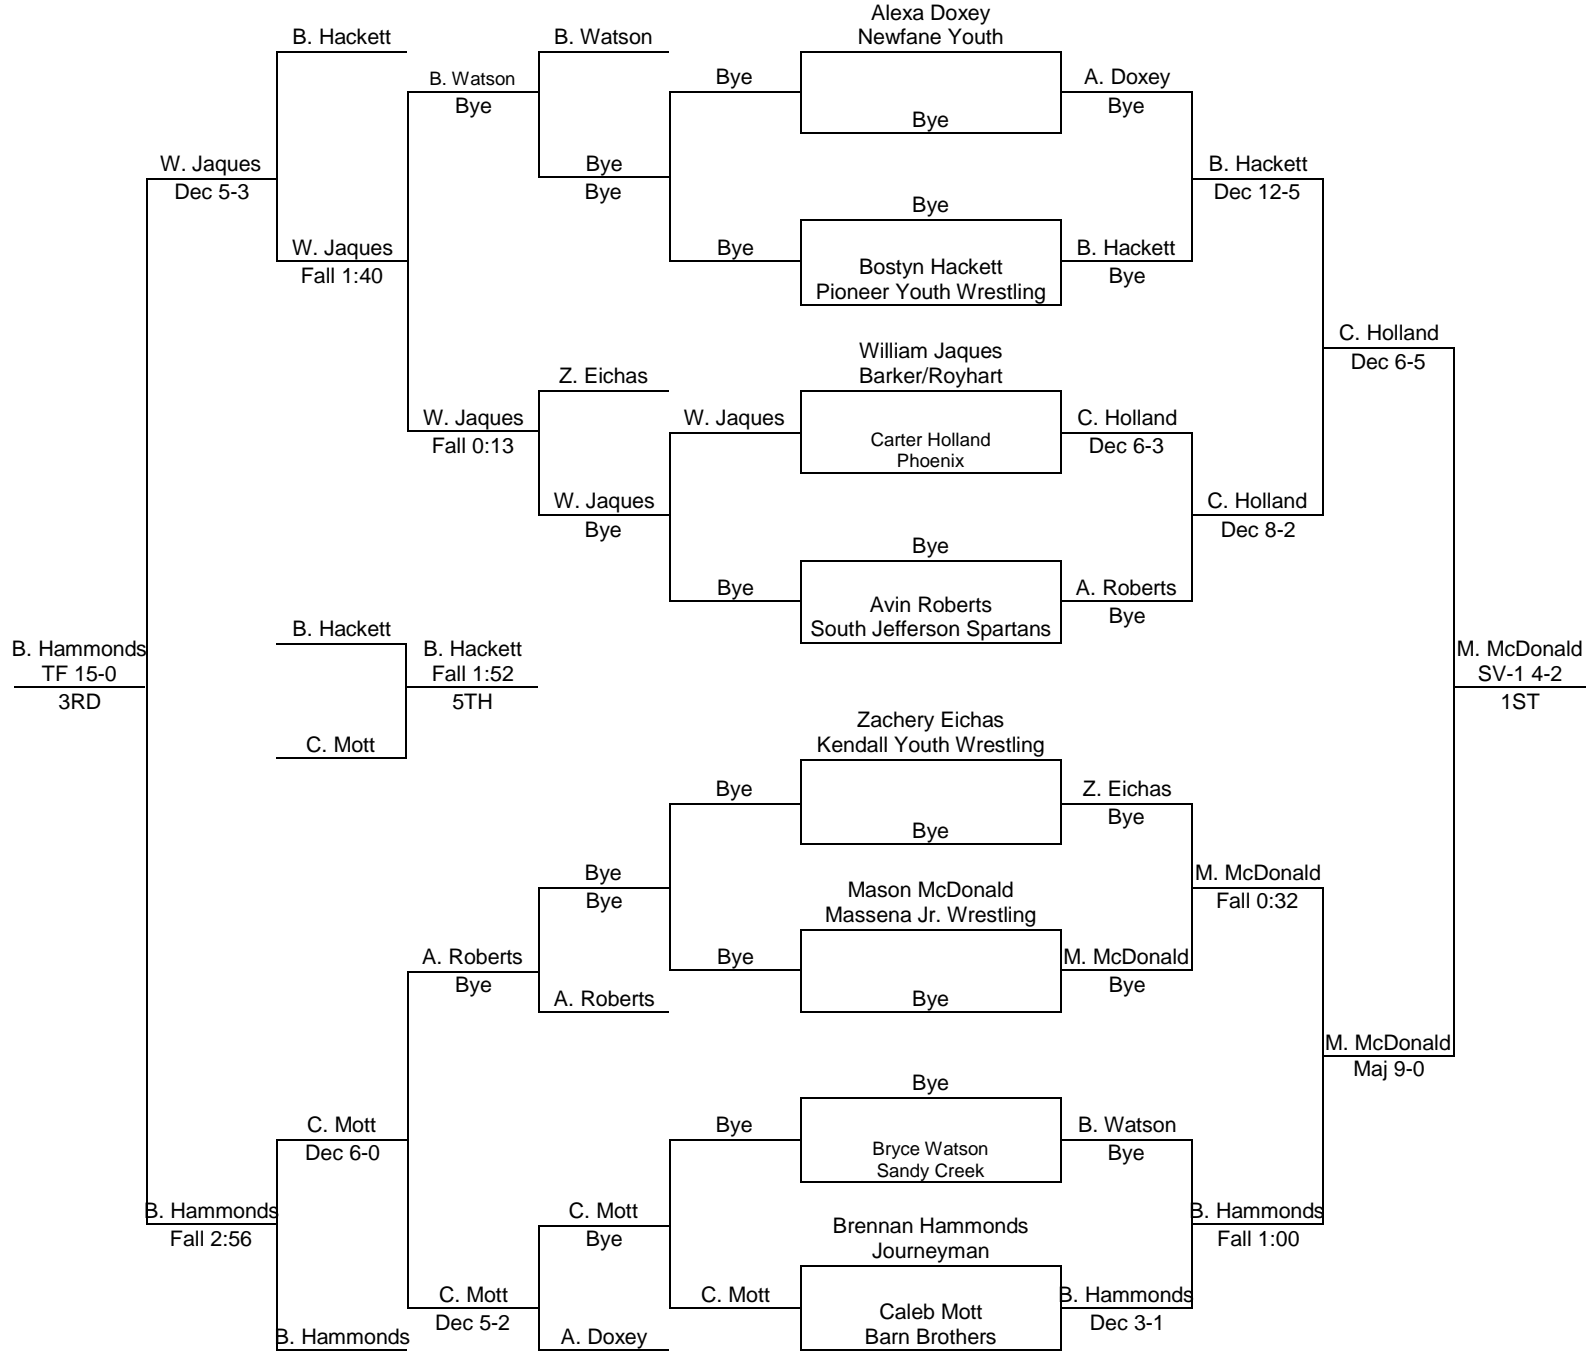 Alexa Doxey
Newfane Youth
B. Hackett
B. Watson
B. Watson
Bye
Bye
A. Doxey
Bye
Bye
W. Jaques
Dec 5-3
Bye
Bye
B. Hackett
Dec 12-5
Bye
W. Jaques
Fall 1:40
Bye
Bostyn Hackett
Pioneer Youth Wrestling
B. Hackett
Bye
C. Holland
Dec 6-5
William Jaques
Barker/Royhart
Z. Eichas
W. Jaques
Fall 0:13
W. Jaques
Carter Holland
Phoenix
C. Holland
Dec 6-3
W. Jaques
Bye
C. Holland
Dec 8-2
Bye
Bye
Avin Roberts
South Jefferson Spartans
A. Roberts
Bye
B. Hackett
B. Hammonds
TF 15-0
3RD
B. Hackett
Fall 1:52
5TH
M. McDonald
SV-1 4-2
1ST
C. Mott
Zachery Eichas
Kendall Youth Wrestling
Bye
Z. Eichas
Bye
Bye
Bye
Bye
Mason McDonald
Massena Jr. Wrestling
M. McDonald
Fall 0:32
A. Roberts
Bye
Bye
M. McDonald
Bye
A. Roberts
Bye
M. McDonald
Maj 9-0
Bye
C. Mott
Dec 6-0
Bye
Bryce Watson
Sandy Creek
B. Watson
Bye
B. Hammonds
Fall 2:56
C. Mott
Bye
Brennan Hammonds
Journeyman
B. Hammonds
Fall 1:00
C. Mott
Dec 5-2
C. Mott
Caleb Mott
Barn Brothers
B. Hammonds
Dec 3-1
B. Hammonds
A. Doxey